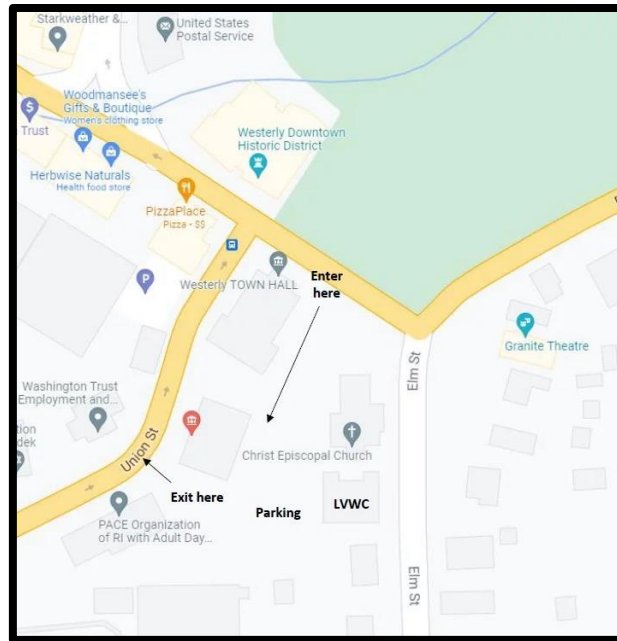 Starkweather &...
United States
Postal Service
Woodmansee's
Gifts & Boutique
Women's clothing store
$
Trust
Westerly Downtown
Historic District
Herbwise Naturals
Health food store
PizzaPlace
Pizza - $$
P
Westerly TOWN HALL
Enter
here
Elm St
Granite Theatre
Washington Trust
Employment and...
tion
dek
Union St
Christ Episcopal Church
Exit here
Parking
LVWC
PACE Organization
of RI with Adult Day...
Elm St